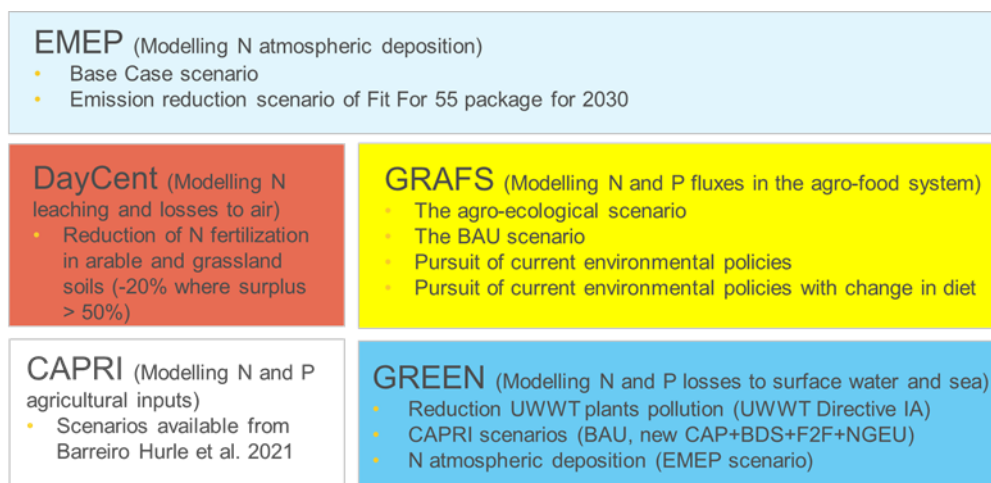 EMEP (Modelling N atmospheric deposition)
• Base Case scenario
• Emission reduction scenario of Fit For 55 package for 2030
DayCent (Modelling N
leaching and losses to air)
• Reduction of N fertilization
in arable and grassland
soils (-20% where surplus
> 50%)
GRAFS (Modelling N and P fluxes in the agro-food system)
• The agro-ecological scenario
• The BAU scenario
• Pursuit of current environmental policies
• Pursuit of current environmental policies with change in diet
CAPRI (Modelling N and P
agricultural inputs)
• Scenarios available from
Barreiro Hurle et al. 2021
GREEN (Modelling N and P losses to surface water and sea)
• Reduction UWWT plants pollution (UWWT Directive IA)
• CAPRI scenarios (BAU, new CAP+BDS+F2F+NGEU)
• N atmospheric deposition (EMEP scenario)